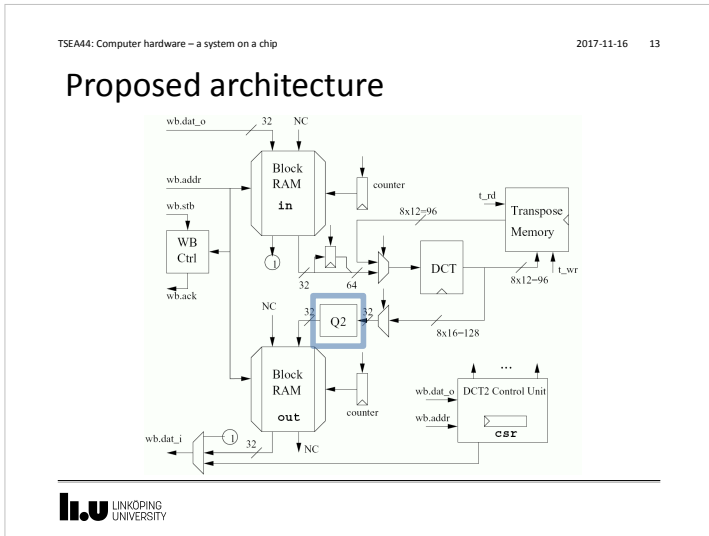 TSEA44: Computer hardware – a system on a chip
2017-11-16 13
Proposed architecture
wb.dat_o
32
NC
Block
RAM
in
wb.addr
counter
wb.stb
WB
Ctrl
wb.ack
1
32
64
8x12=96
t_rd
Transpose
Memory
DCT
8x12=96
t_wr
NC
32
Q2
32
8x16=128
Block
RAM
out
counter
...
wb.dat_o
DCT2 Control Unit
wb.addr
csr
wb.dat_i
1
32
NC
LINKÖPING
UNIVERSITY